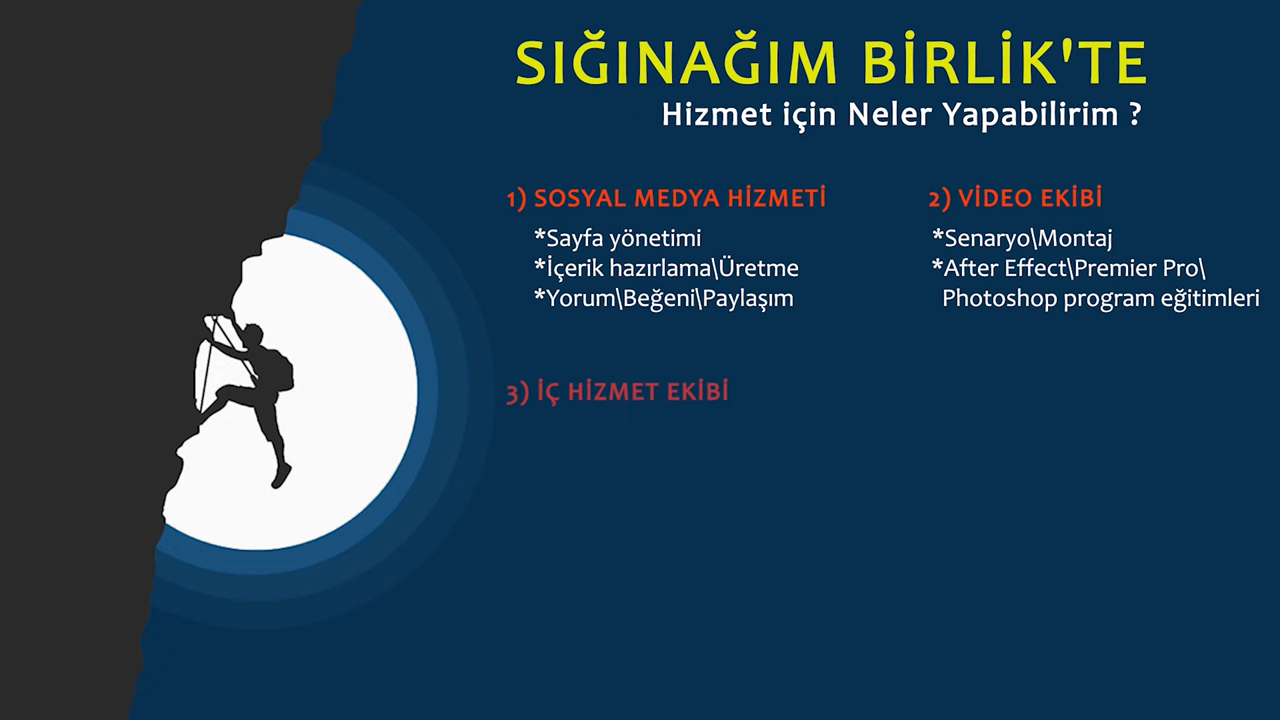 SIĞINAĞIM BİRLİK'TE
Hizmet için Neler Yapabilirim ?
1) SOSYAL MEDYA HİZMETİ
*Sayfa yönetimi
*İçerik hazırlama\Üretme
*Yorum\Beğeni\Paylaşım
2) VİDEO EKİBİ
*Senaryo\Montaj
*After Effect\Premier Pro\
Photoshop program eğitimleri
3) İÇ HİZMET EKİBİ